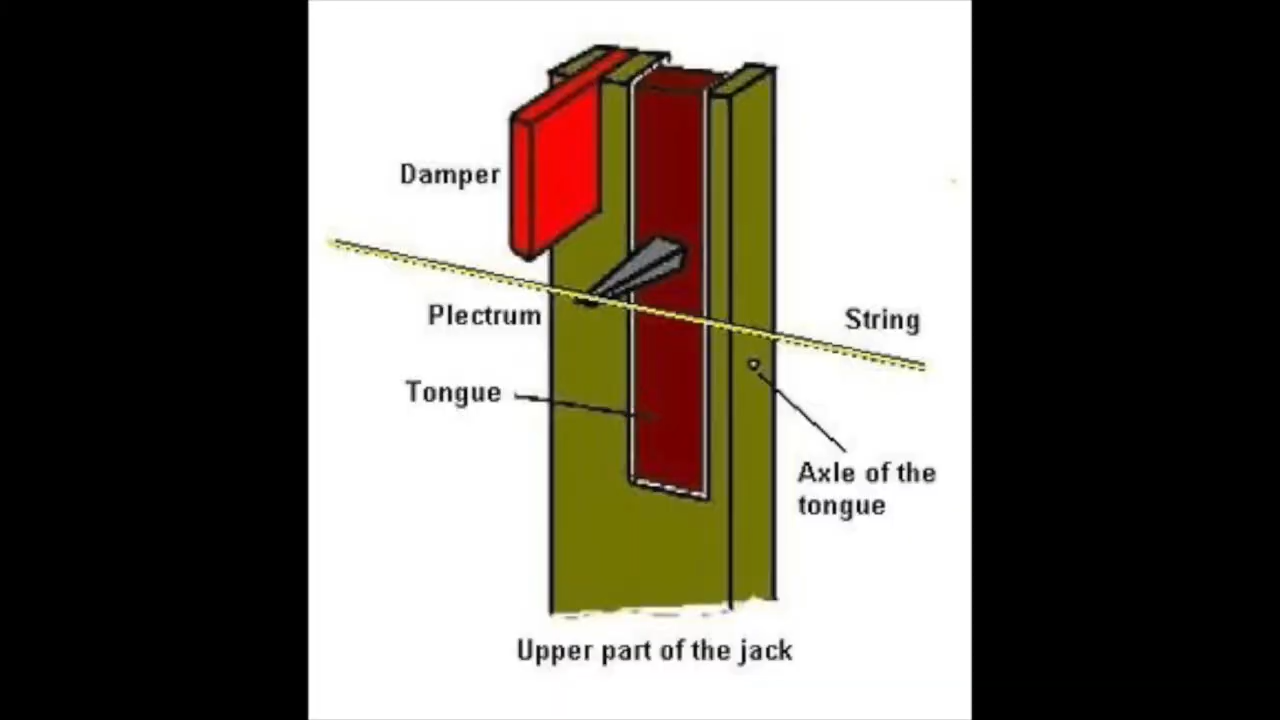 Damper
Plectrum
String
Tongue
Axle of the
tongue
Upper part of the jack